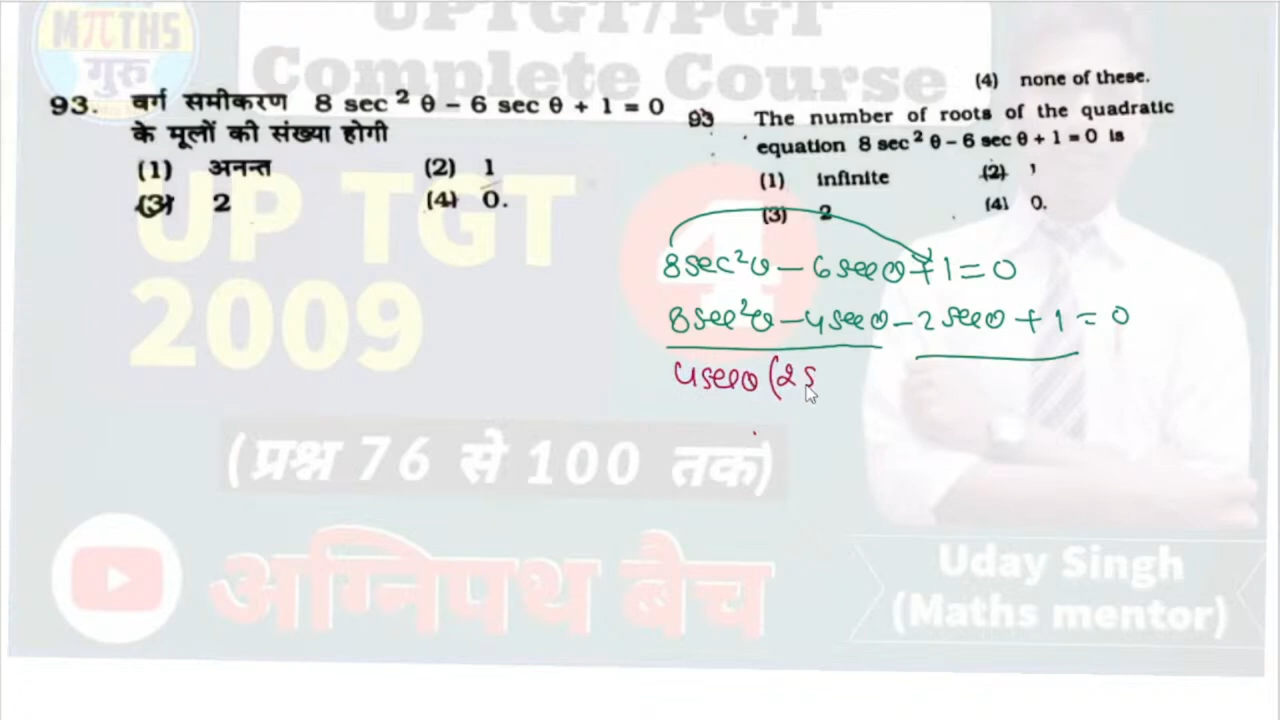 MπTHS
गुरु
UPTGT/PGT
Complete Course
93. वर्ग समीकरण 8 sec² θ – 6 sec θ + 1 = 0
के मूलों की संख्या होगी
(1) अनन्त (2) 1
(3) 2 (4) 0.
(4) none of these.
93 The number of roots of the quadratic
equation 8 sec² θ – 6 sec θ + 1 = 0 is
(1) infinite (2) 1
(3) 2 (4) 0.
8sec²θ – 6secθ + 1 = 0
8secθ²θ – 4secθ – 2secθ + 1 = 0
4secθ (2s
UP TGT
2009
4
(प्रश्न 76 से 100 तक)
अग्निपथ बैच
Uday Singh
(Maths mentor)